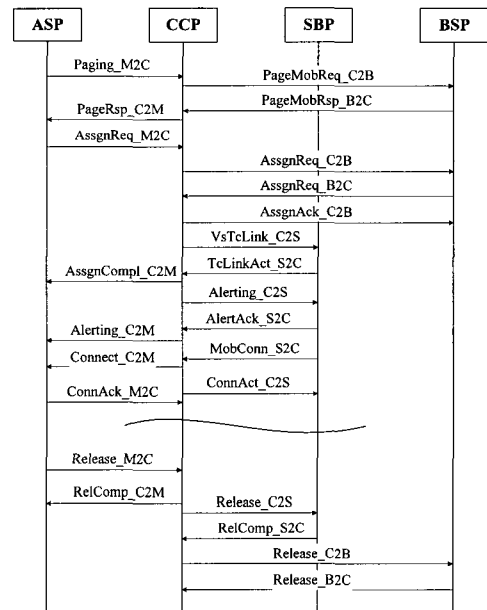 ASP CCP SBP BSP
Paging_M2C
PageMobReq_C2B
PageMobRsp_B2C
PageRsp_C2M
AssgnReq_M2C
AssgnReq_C2B
AssgnReq_B2C
AssgnAck_C2B
VsTcLink_C2S
TcLinkAct_S2C
AssgnCompl_C2M
Alerting_C2S
AlertAck_S2C
Alerting_C2M
MobConn_S2C
Connect_C2M
ConnAct_C2S
ConnAck_M2C
Release_M2C
RelComp_C2M
Release_C2S
RelComp_S2C
Release_C2B
Release_B2C